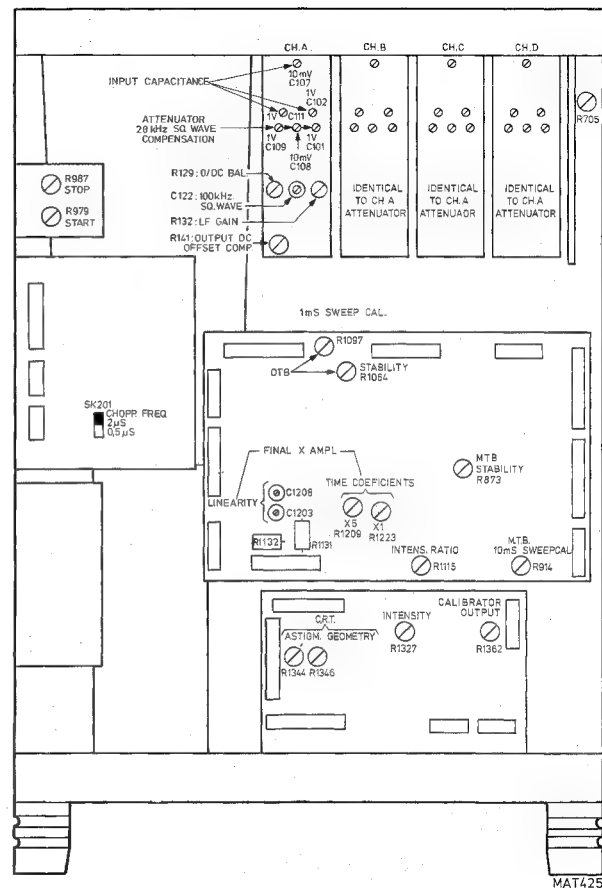 CH.A. CH.B CH.C CH.D
INPUT CAPACITANCE
10mV
C107
1V
C102
1V C111
ATTENUATOR
20kHz SQ. WAVE
COMPENSATION
1V
C109
1V
C101
10mV
C108
R129: 0/DC BAL
C122: 100kHz
SQ. WAVE
R132: LF GAIN
R141: OUTPUT DC
OFFSET COMP
IDENTICAL
TO CH.A
ATTENUATOR
IDENTICAL
TO CH.A
ATTENUATOR
IDENTICAL
TO CH.A
ATTENUATOR
R705
R987
STOP
R979
START
1mS SWEEP CAL.
R1097
DTB
STABILITY
R1064
SK201
CHOPP. FREQ
2µS
0,5µS
FINAL X AMPL
LINEARITY
C1206
C1203
TIME COEFICIENTS
X5
R1209
X1
R1223
MTB
STABILITY
R873
R1132
R1131
INTENS. RATIO
R1115
M.T.B.
10mS SWEEPCAL
R914
C.R.T.
ASTIGM. GEOMETRY
R1344 R1346
INTENSITY
R1327
CALIBRATOR
OUTPUT
R1362
MAT425